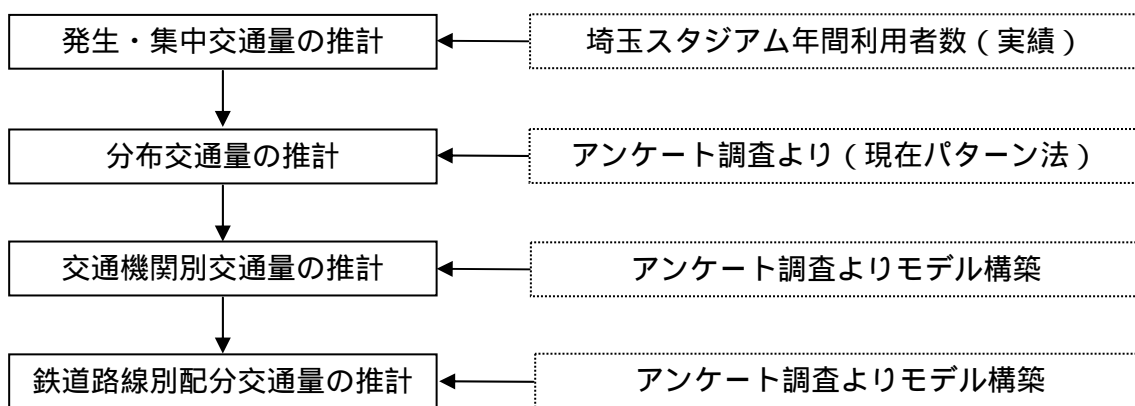 発生・集中交通量の推計
埼玉スタジアム年間利用者数（実績）
分布交通量の推計
アンケート調査より（現在パターン法）
交通機関別交通量の推計
アンケート調査よりモデル構築
鉄道路線別配分交通量の推計
アンケート調査よりモデル構築